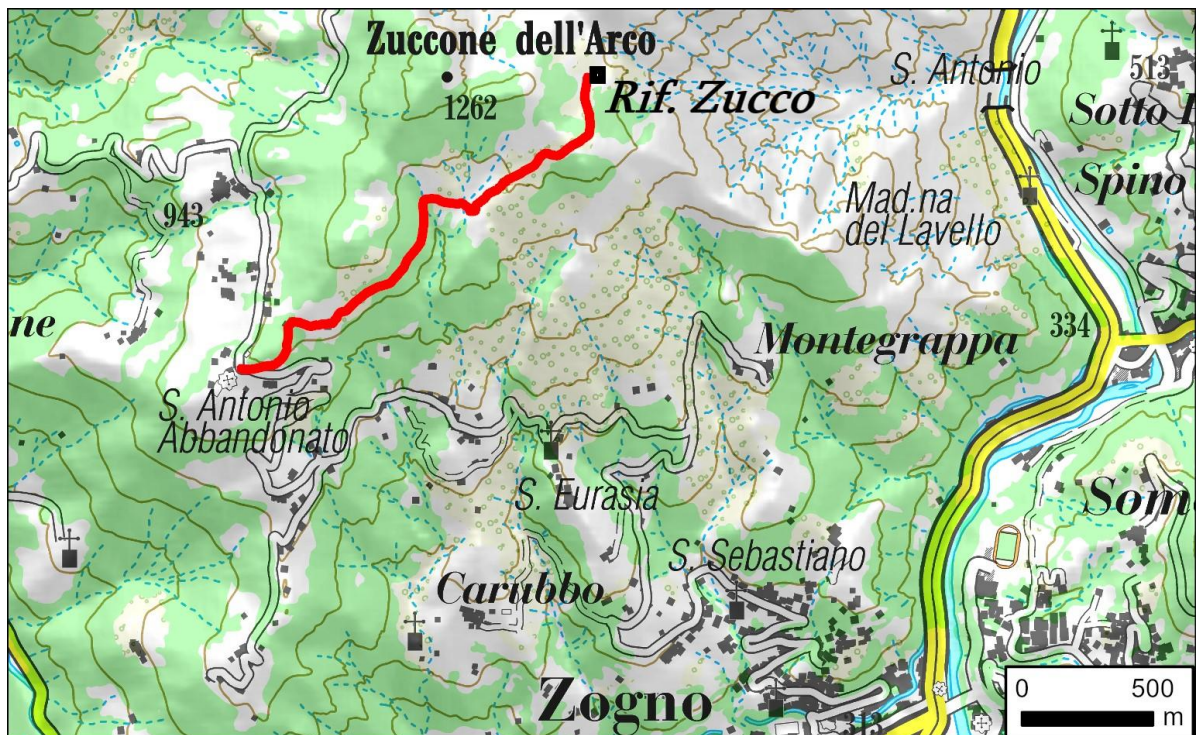 Zuccone dell'Arco
1262
Rif. Zucco
S. Antonio
513
Sotto
Spino
943
Mad.na
del Lavello
ne
334
Montegrappa
S. Antonio
Abbandonato
S. Eurasia
Som
S. Sebastiano
Carubbo
Zogno
313
0 500
m